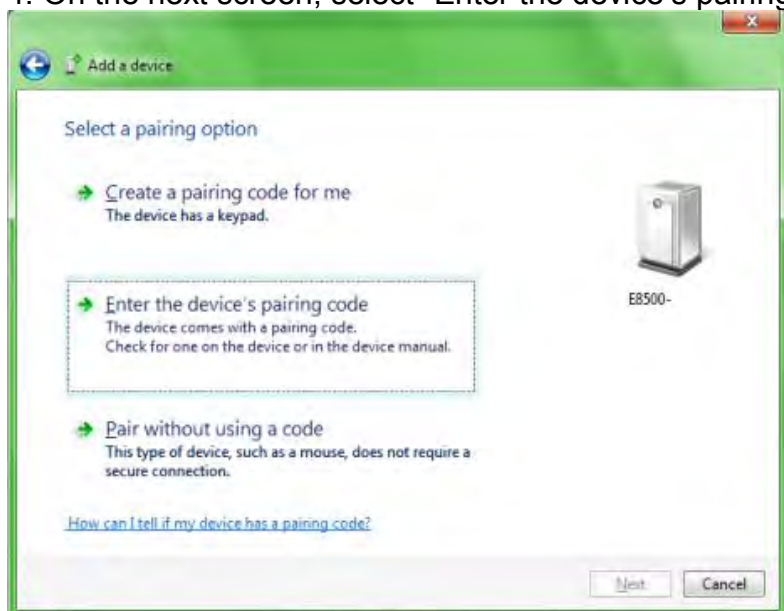 4. On the next screen, select "Enter the device's pairing
Add a device
Select a pairing option
Create a pairing code for me
The device has a keypad.
Enter the device's pairing code
The device comes with a pairing code.
Check for one on the device or in the device manual.
E8500-
Pair without using a code
This type of device, such as a mouse, does not require a
secure connection.
How can I tell if my device has a pairing code?
Next
Cancel